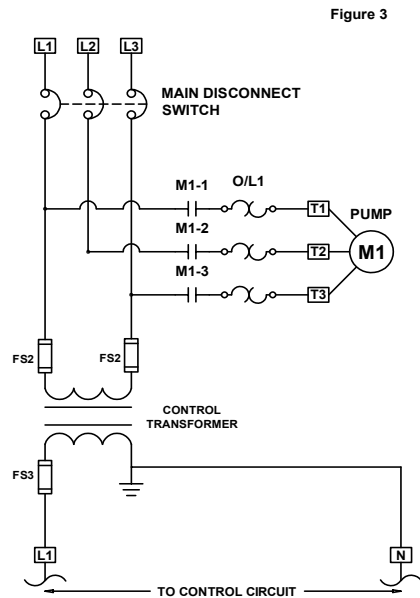 Figure 3
L1 L2 L3
MAIN DISCONNECT
SWITCH
M1-1 O/L1
T1
PUMP
M1-2
T2
M1
M1-3
T3
FS2
FS2
CONTROL
TRANSFORMER
FS3
L1
N
TO CONTROL CIRCUIT